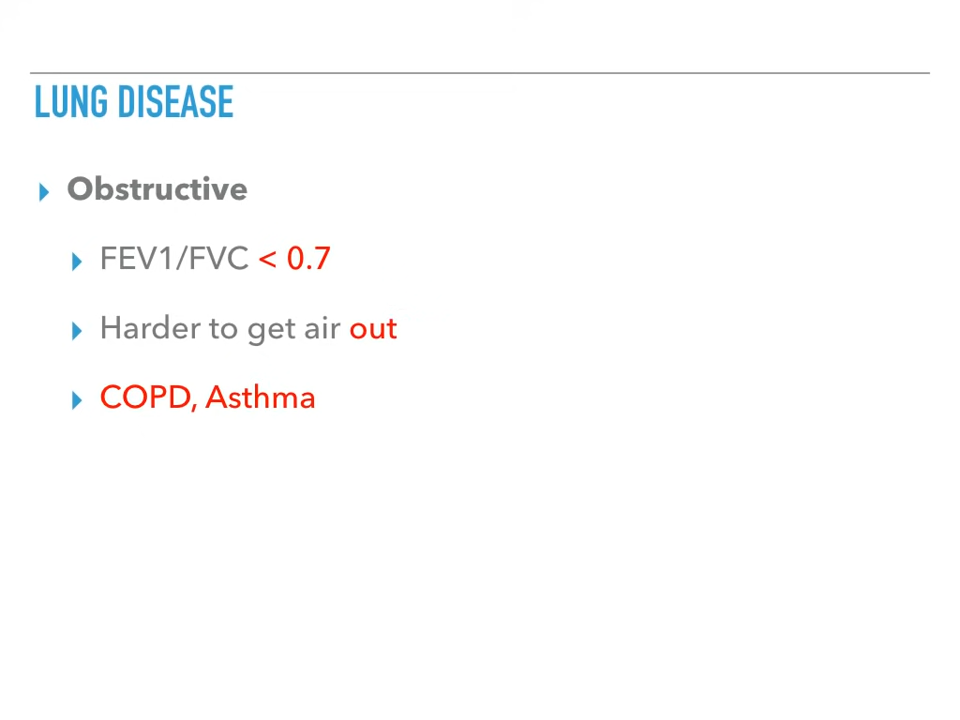 LUNG DISEASE
Obstructive
FEV1/FVC < 0.7
Harder to get air out
COPD, Asthma